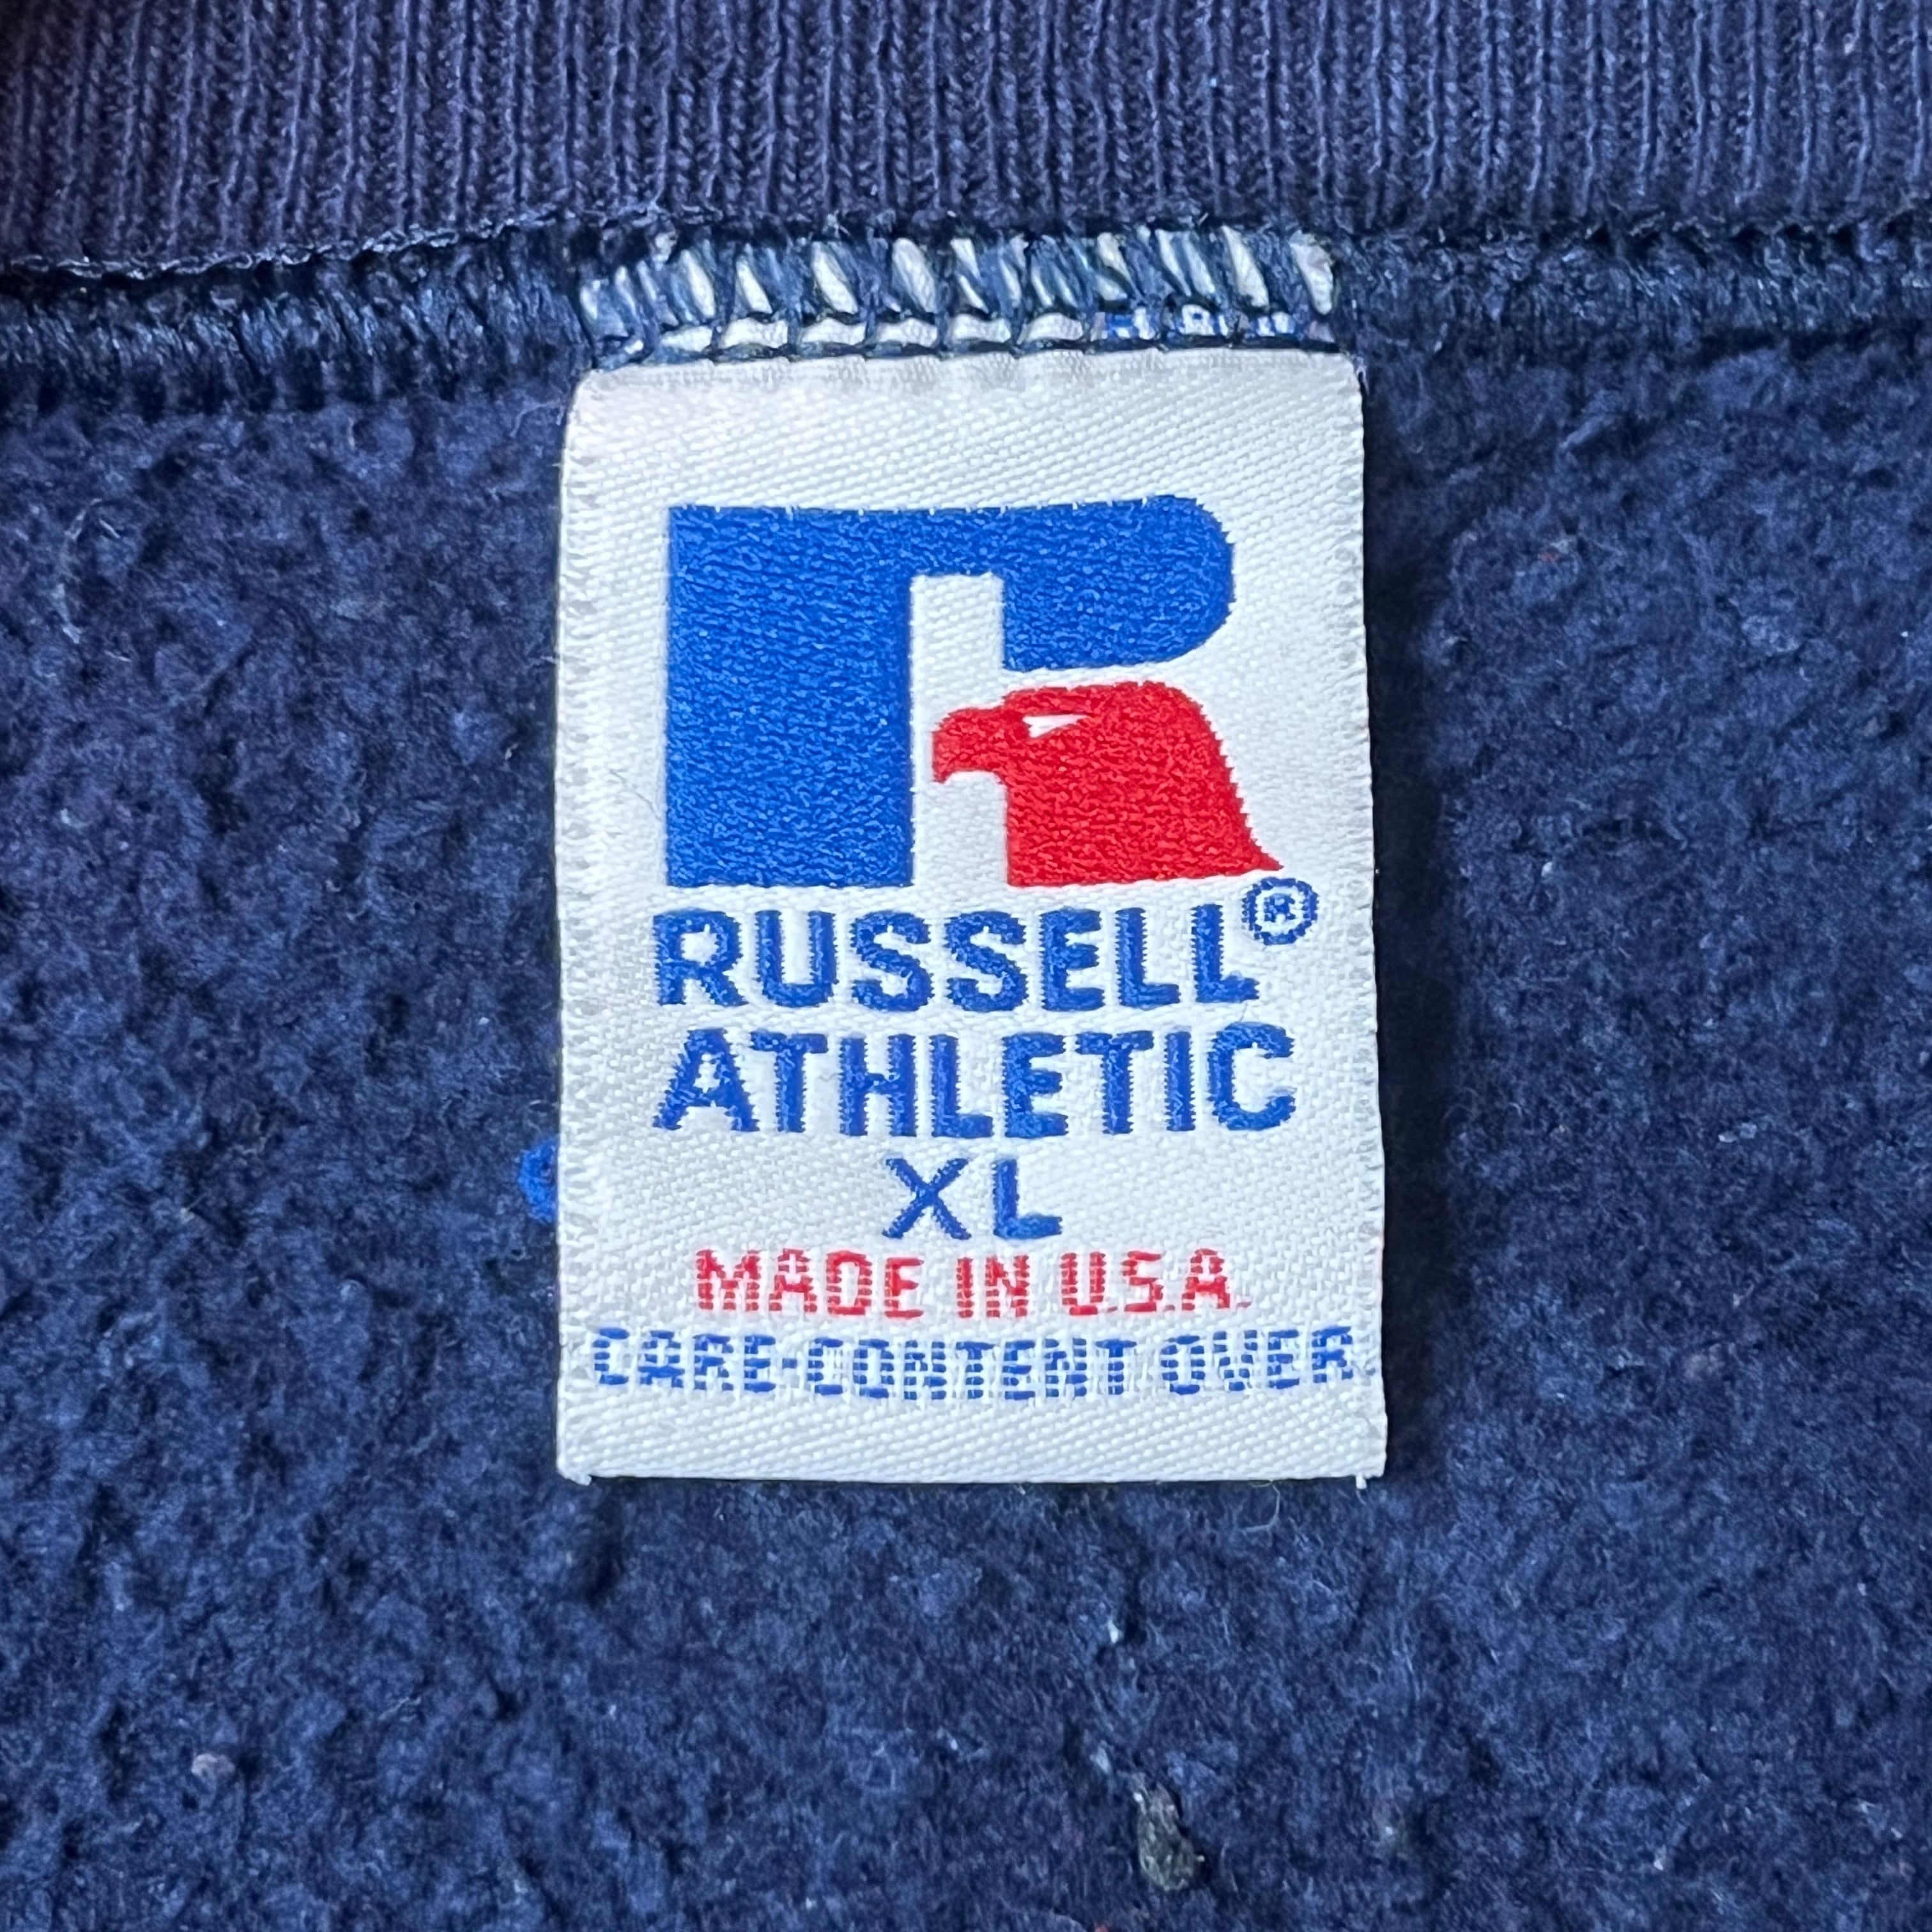 RUSSELL®
ATHLETIC
XL
MADE IN U.S.A.
CARE-CONTENT OVER